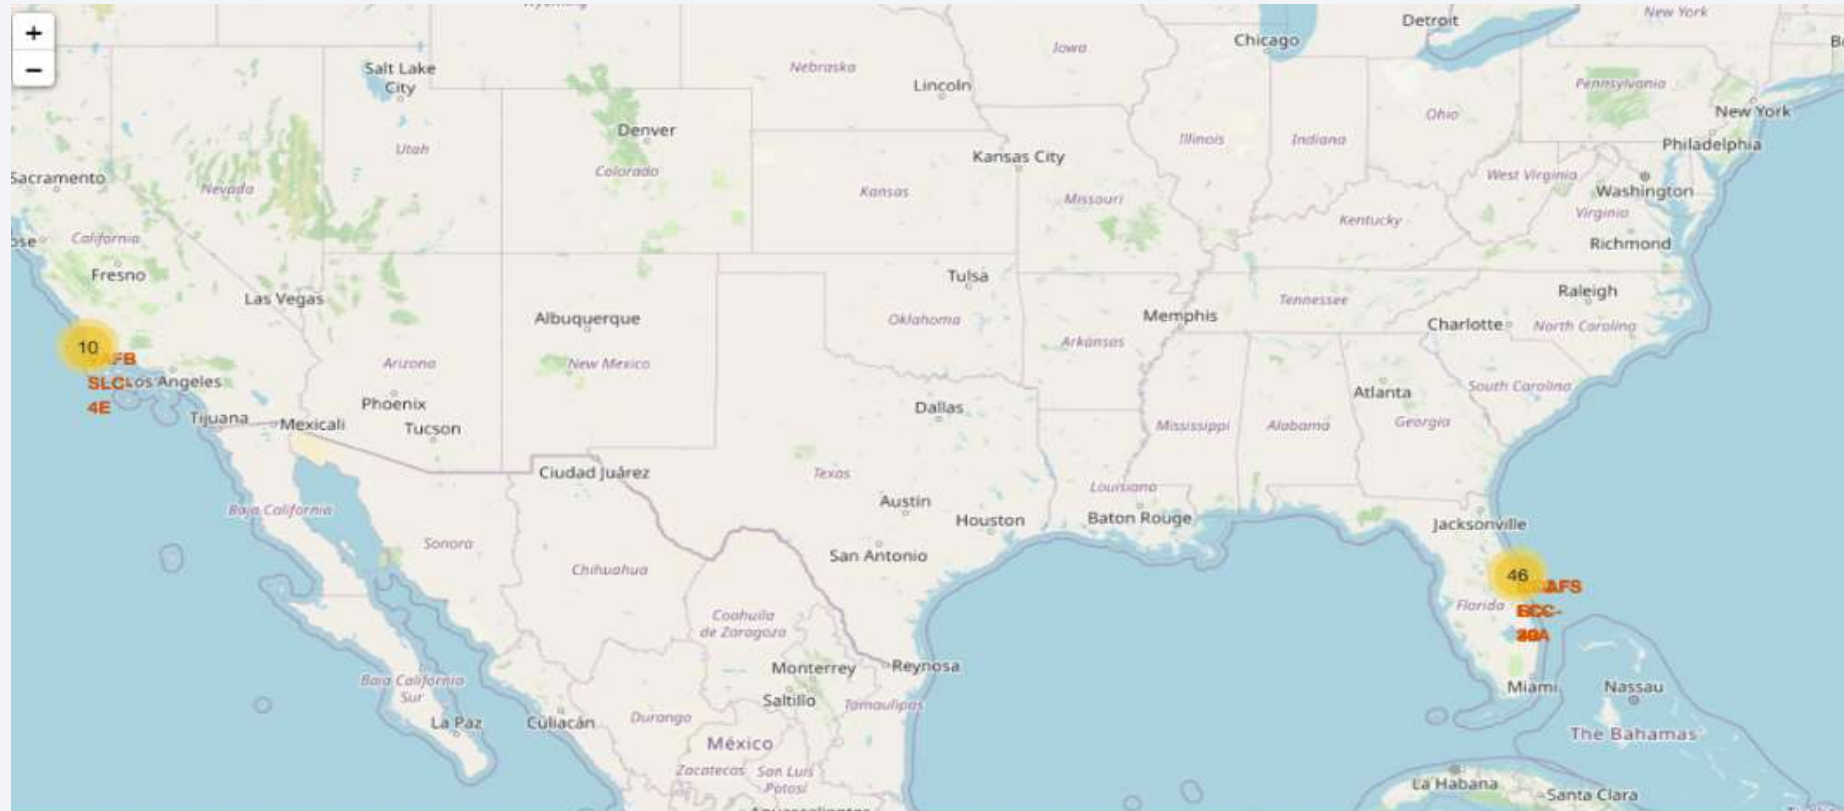 +
−
Wyoming
Detroit
New York
Chicago
Iowa
Salt Lake
City
Nebraska
Lincoln
Pennsylvania
New York
Ohio
Denver
Utah
Illinois
Indiana
Philadelphia
Kansas City
Colorado
Sacramento
Nevada
Kansas
Missouri
West Virginia
Washington
Kentucky
Virginia
California
Richmond
Fresno
Tulsa
Las Vegas
Raleigh
Tennessee
Albuquerque
Oklahoma
Memphis
Charlotte
North Carolina
Arkansas
10
AFB
Arizona
New Mexico
SLC-
Los Angeles
South Carolina
Atlanta
4E
Phoenix
Dallas
Tijuana
Mexicali
Tucson
Mississippi
Alabama
Georgia
Ciudad Juárez
Texas
Louisiana
Austin
Baja California
Houston
Baton Rouge
Jacksonville
Sonora
San Antonio
Chihuahua
46
AFS
Florida
Coahuila
de Zaragoza
Monterrey
Reynosa
Baja California
Sur
Miami
Nassau
Saltillo
Tamaulipas
La Paz
Culiacán
Durango
México
The Bahamas
Zacatecas
San Luis
Potosí
La Habana
Santa Clara
Aguascalientes